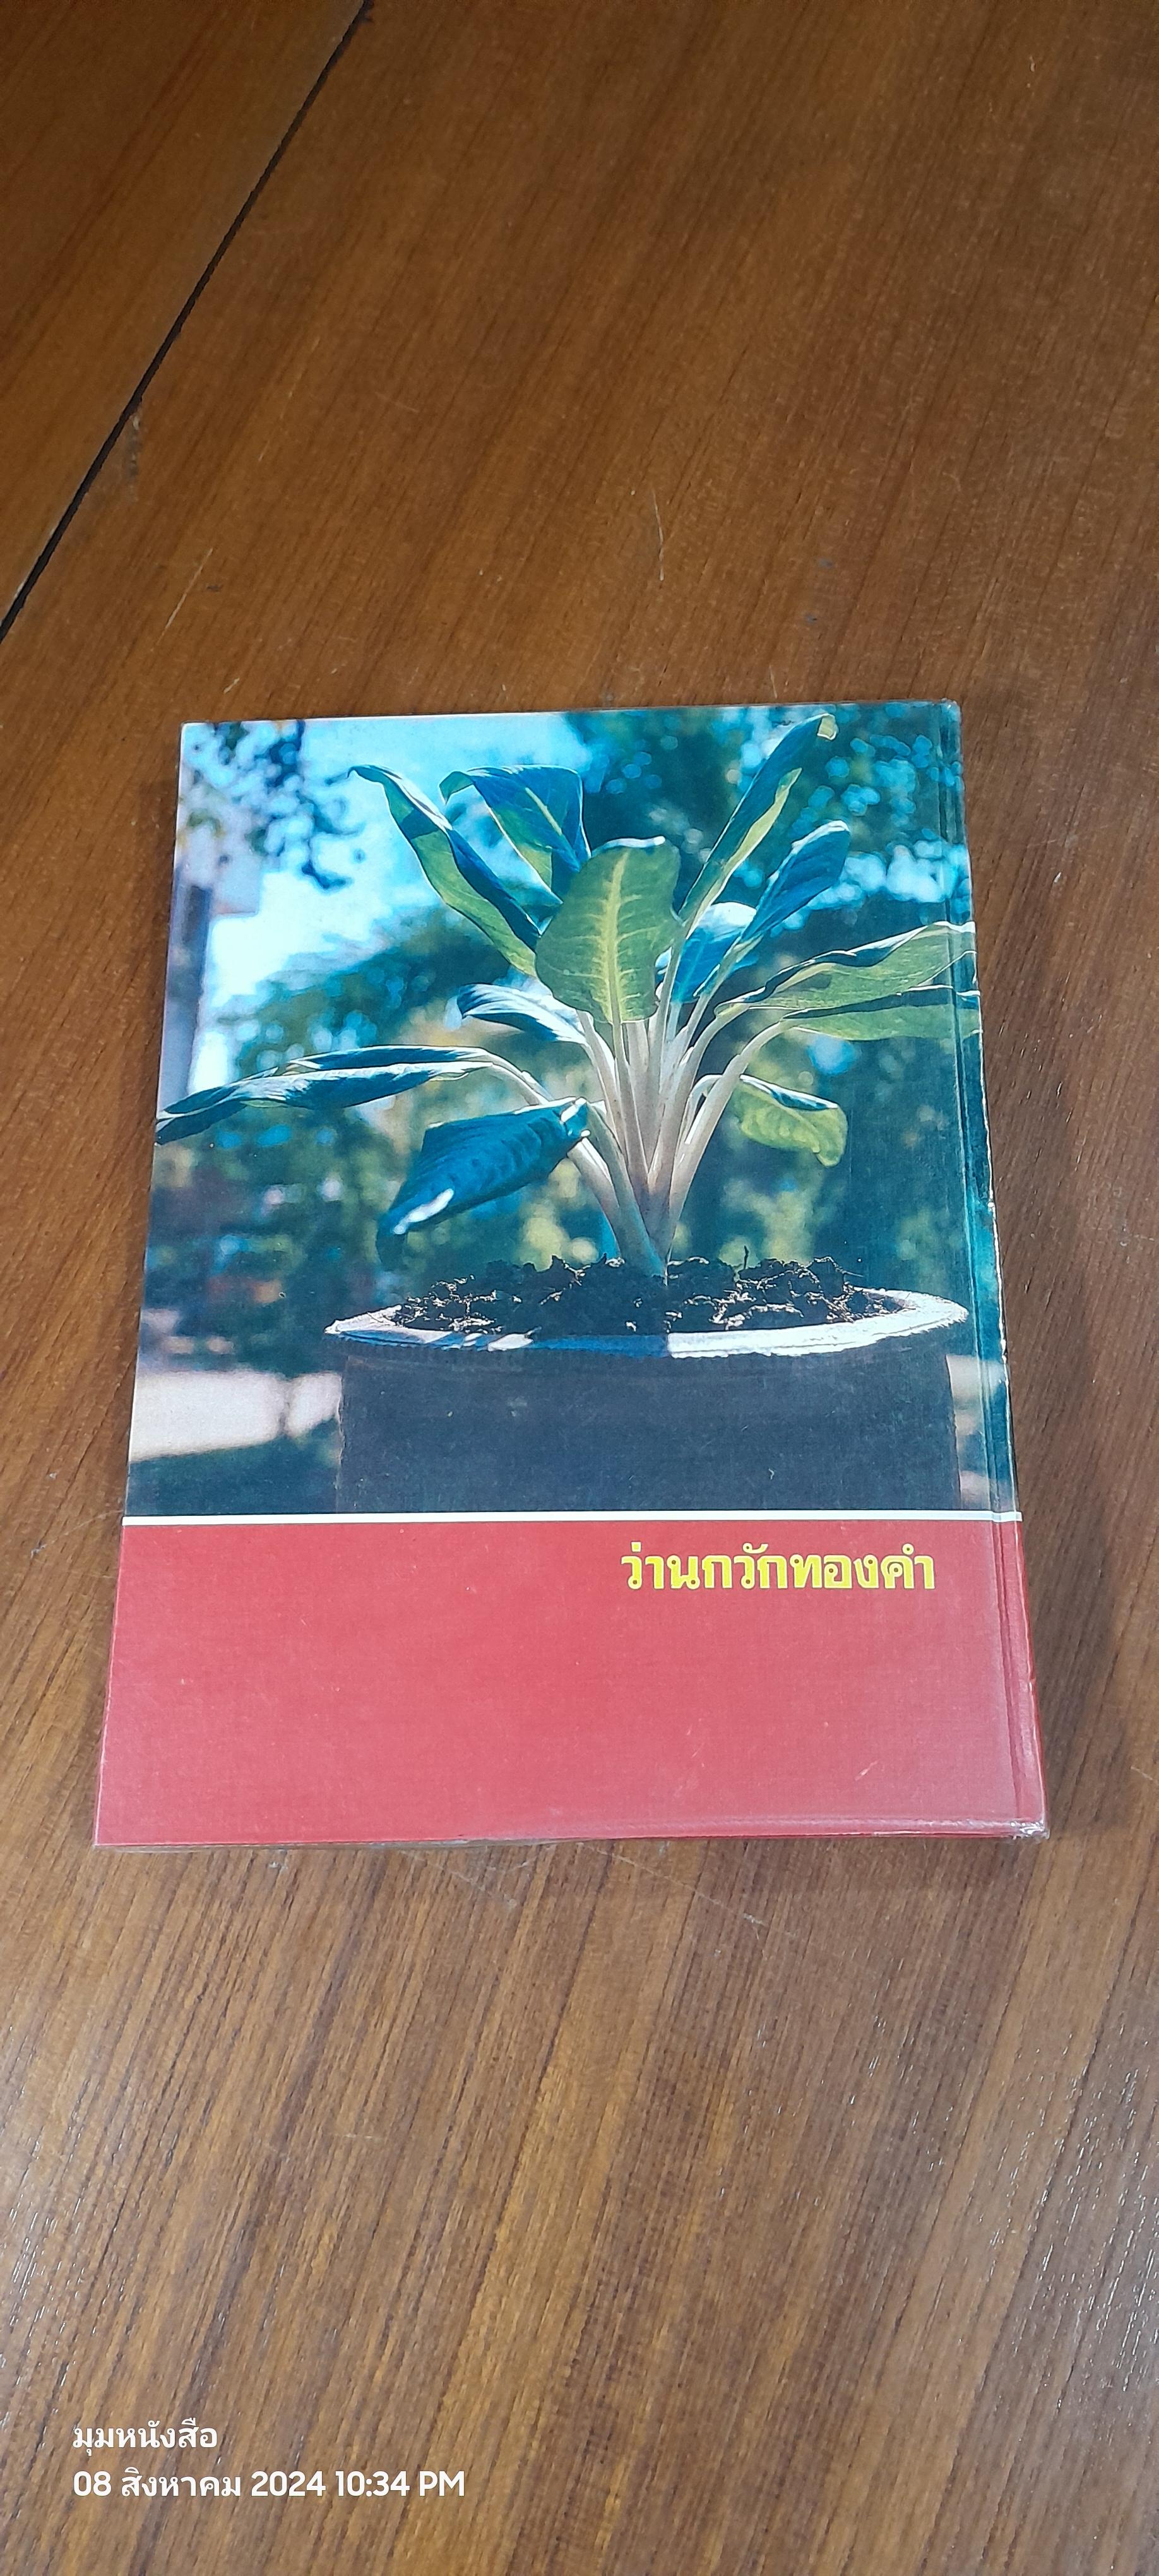 ว่านกวักทองคำ
มุมหนังสือ
08 สิงหาคม 2024 10:34 PM